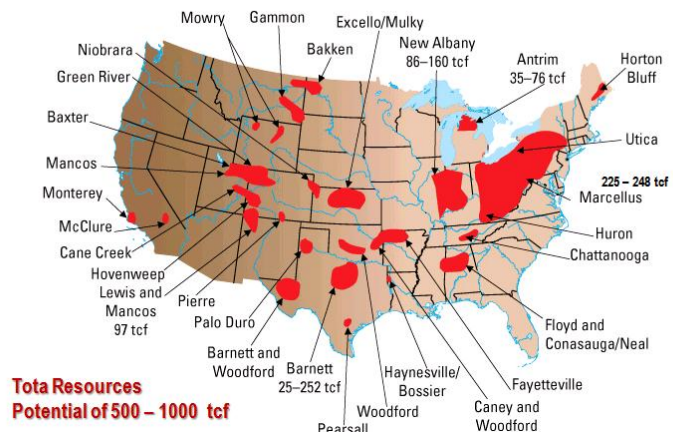 Mowry
Gammon
Excello/Mulky
Niobrara
Bakken
New Albany
86–160 tcf
Antrim
35–76 tcf
Horton
Bluff
Green River
Baxter
Utica
Mancos
225 – 248 tcf
Marcellus
Monterey
McClure
Huron
Cane Creek
Chattanooga
Hovenweep
Lewis and
Mancos
97 tcf
Pierre
Palo Duro
Floyd and
Conasauga/Neal
Barnett and
Woodford
Barnett
25–252 tcf
Haynesville/
Bossier
Fayetteville
Woodford
Caney and
Woodford
Pearsall
Tota Resources
Potential of 500 – 1000 tcf